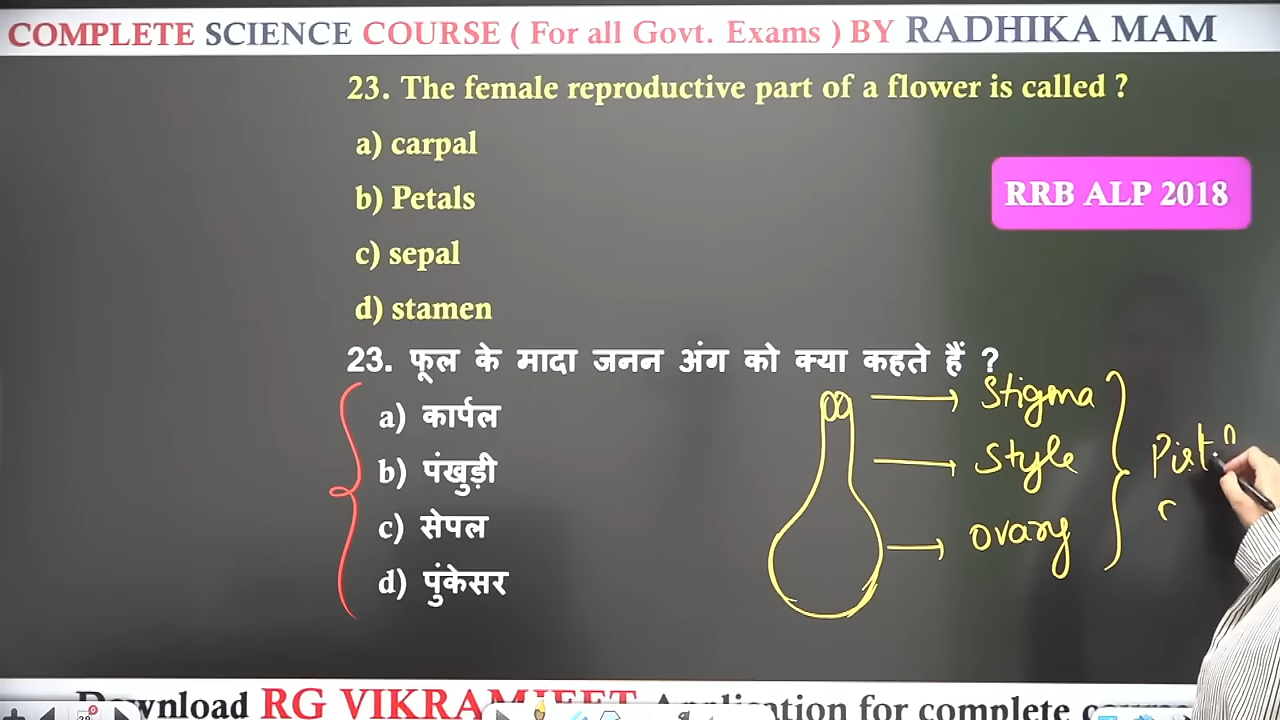 COMPLETE SCIENCE COURSE ( For all Govt. Exams ) BY RADHIKA MAM
23. The female reproductive part of a flower is called ?
a) carpal
b) Petals
c) sepal
d) stamen
RRB ALP 2018
23. फूल के मादा जनन अंग को क्या कहते हैं ?
a) कार्पल
b) पंखुड़ी
c) सेपल
d) पुंकेसर
Stigma
Style
Ovary
Download RG VIKRAMJEET Application for complete course